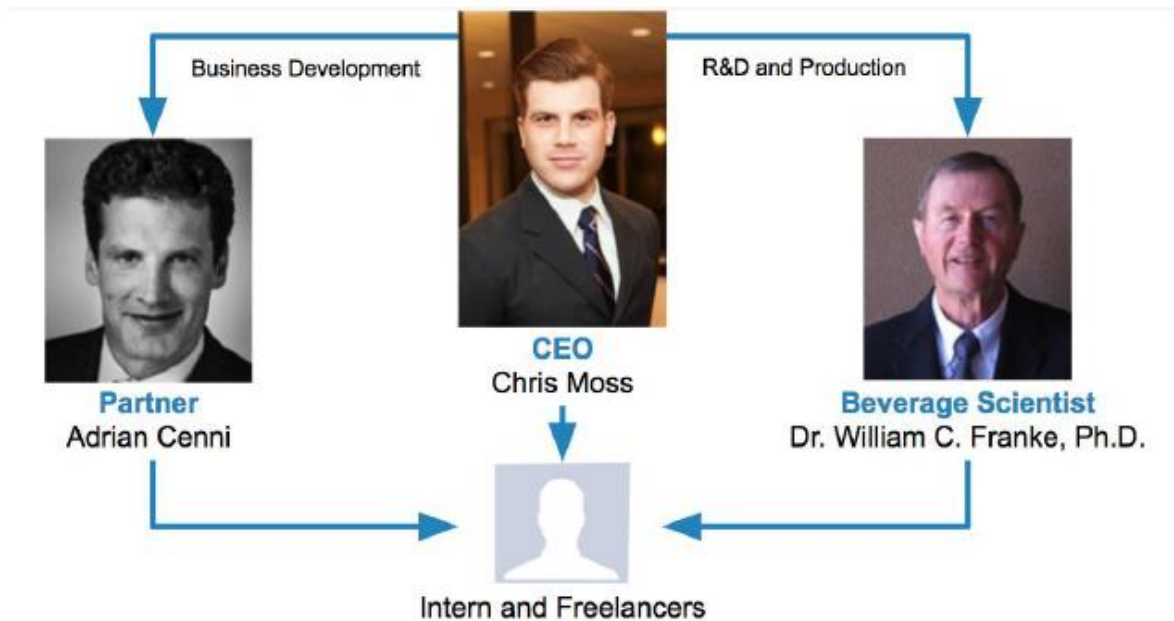 Business Development
R&D and Production
CEO
Chris Moss
Partner
Adrian Cenni
Beverage Scientist
Dr. William C. Franke, Ph.D.
Intern and Freelancers